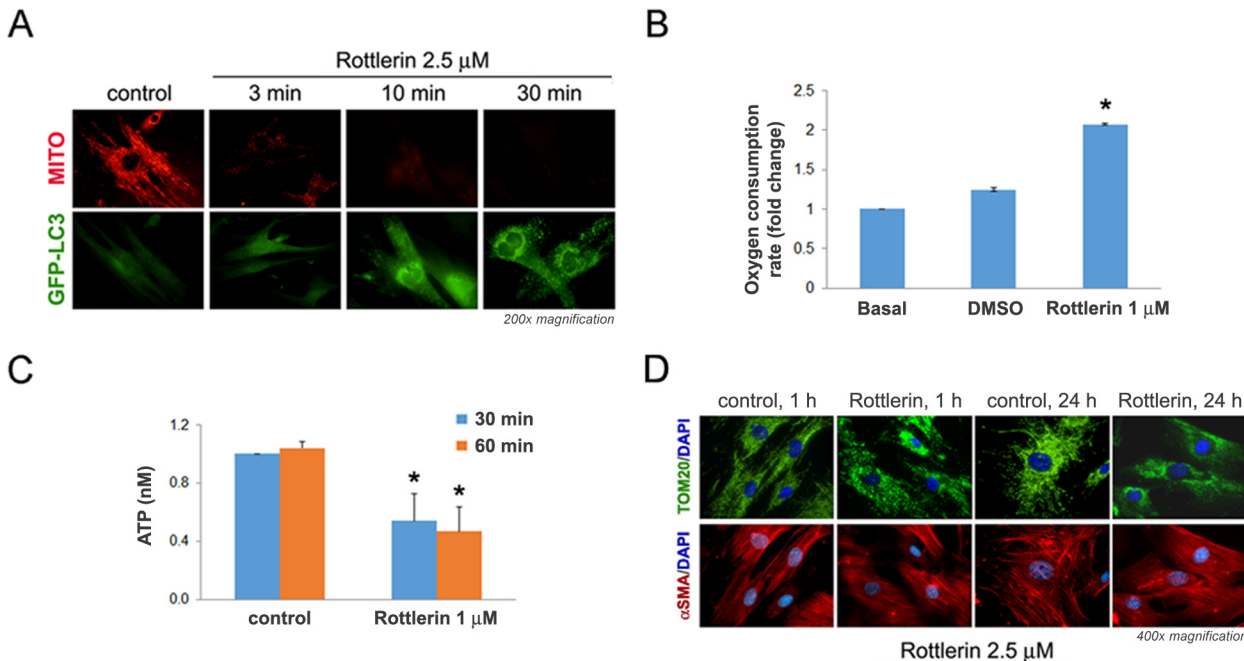 A
Rottlerin 2.5 μM
control
3 min
10 min
30 min
MITO
GFP-LC3
200x magnification
B
Oxygen consumption
rate (fold change)
2.5
2
1.5
1
0.5
0
*
Basal
DMSO
Rottlerin 1 μM
C
ATP (nM)
1.2
0.8
0.4
0.0
30 min
60 min
*
*
control
Rottlerin 1 μM
D
control, 1 h
Rottlerin, 1 h
control, 24 h
Rottlerin, 24 h
TOM20/DAPI
αSMA/DAPI
400x magnification
Rottlerin 2.5 μM